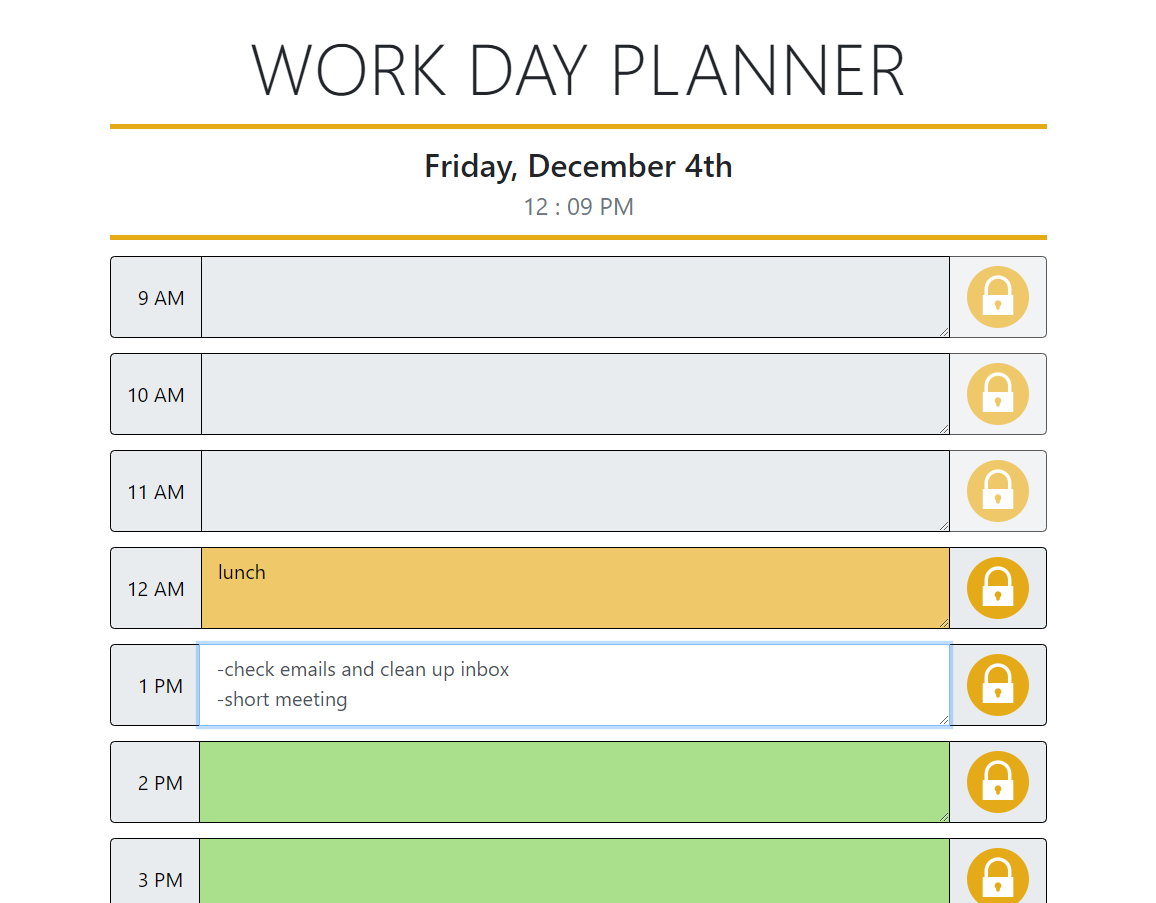 WORK DAY PLANNER
Friday, December 4th
12 : 09 PM
9 AM
10 AM
11 AM
12 AM
lunch
1 PM
-check emails and clean up inbox
-short meeting
2 PM
3 PM